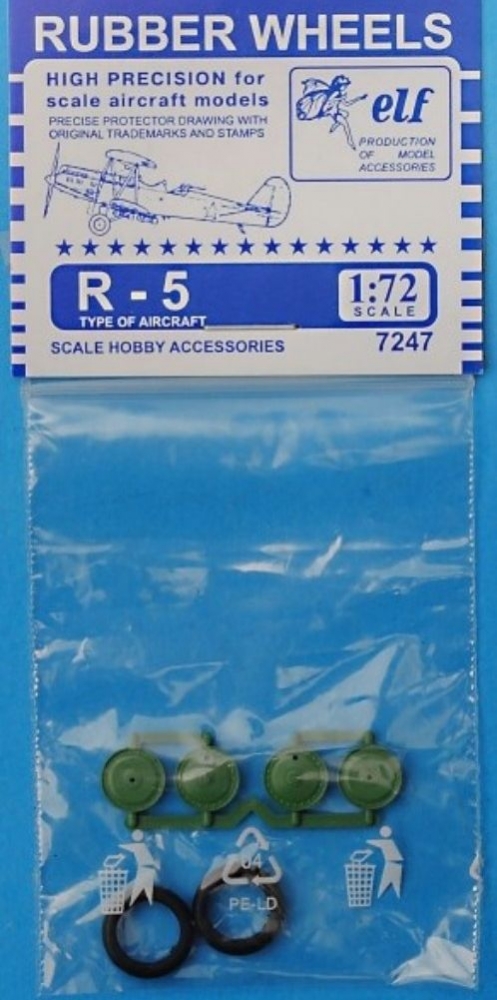 RUBBER WHEELS
HIGH PRECISION for
scale aircraft models
PRECISE PROTECTOR DRAWING WITH
ORIGINAL TRADEMARKS AND STAMPS
elf
PRODUCTION
OF MODEL
ACCESSORIES
R - 5
TYPE OF AIRCRAFT
1:72
SCALE
SCALE HOBBY ACCESSORIES
7247
04
PE-LD